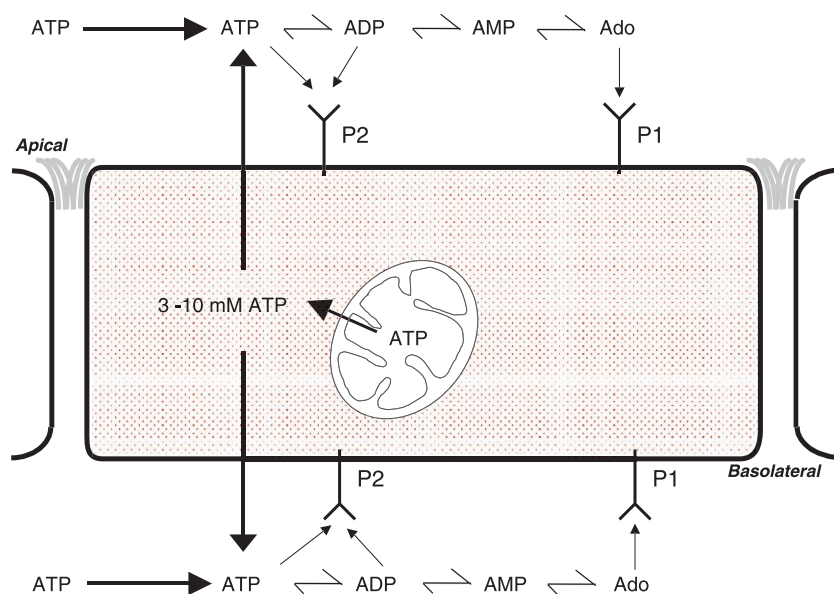 ATP ATP ADP AMP Ado
P2 P1
Apical
3 -10 mM ATP
ATP
P2 P1
Basolateral
ATP ATP ADP AMP Ado